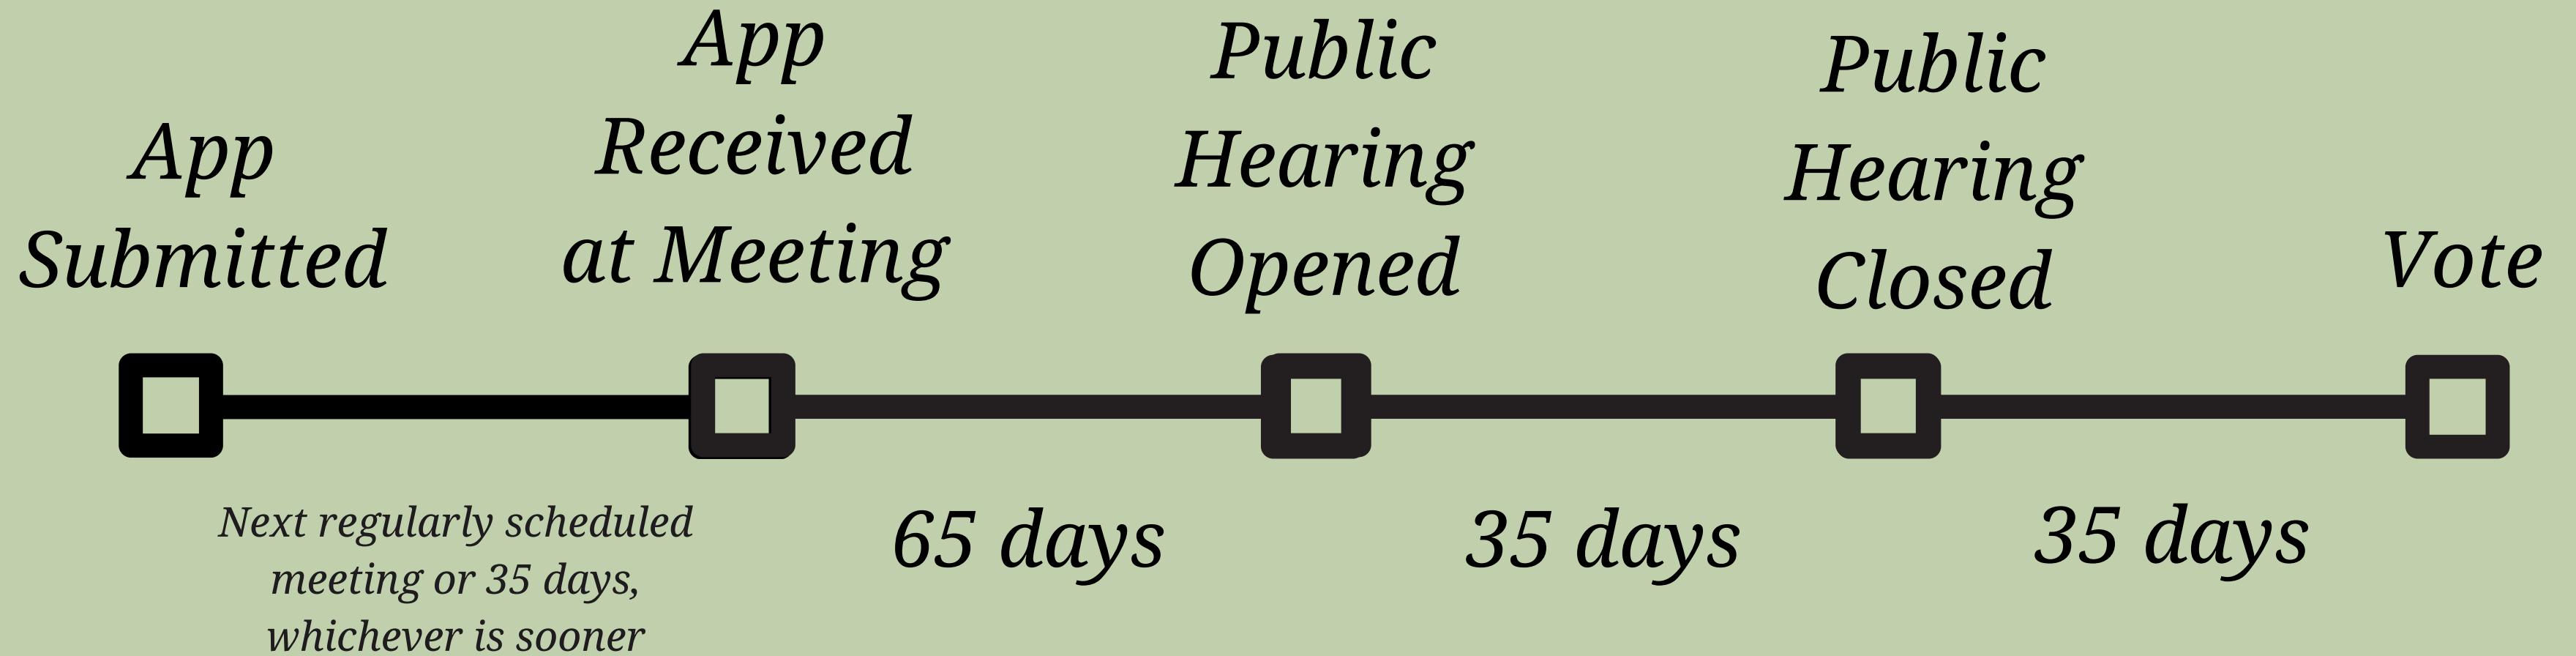 App
Submitted
App
Received
at Meeting
Public
Hearing
Opened
Public
Hearing
Closed
Vote
Next regularly scheduled
meeting or 35 days,
whichever is sooner
65 days
35 days
35 days